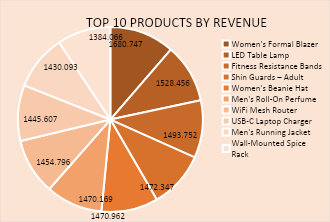 TOP 10 PRODUCTS BY REVENUE
1384.066
1680.747
1430.093
1528.456
1445.607
1493.752
1454.796
1472.347
1470.169
1470.962
Women's Formal Blazer
LED Table Lamp
Fitness Resistance Bands
Shin Guards – Adult
Women's Beanie Hat
Men's Roll-On Perfume
WiFi Mesh Router
USB-C Laptop Charger
Men's Running Jacket
Wall-Mounted Spice
Rack